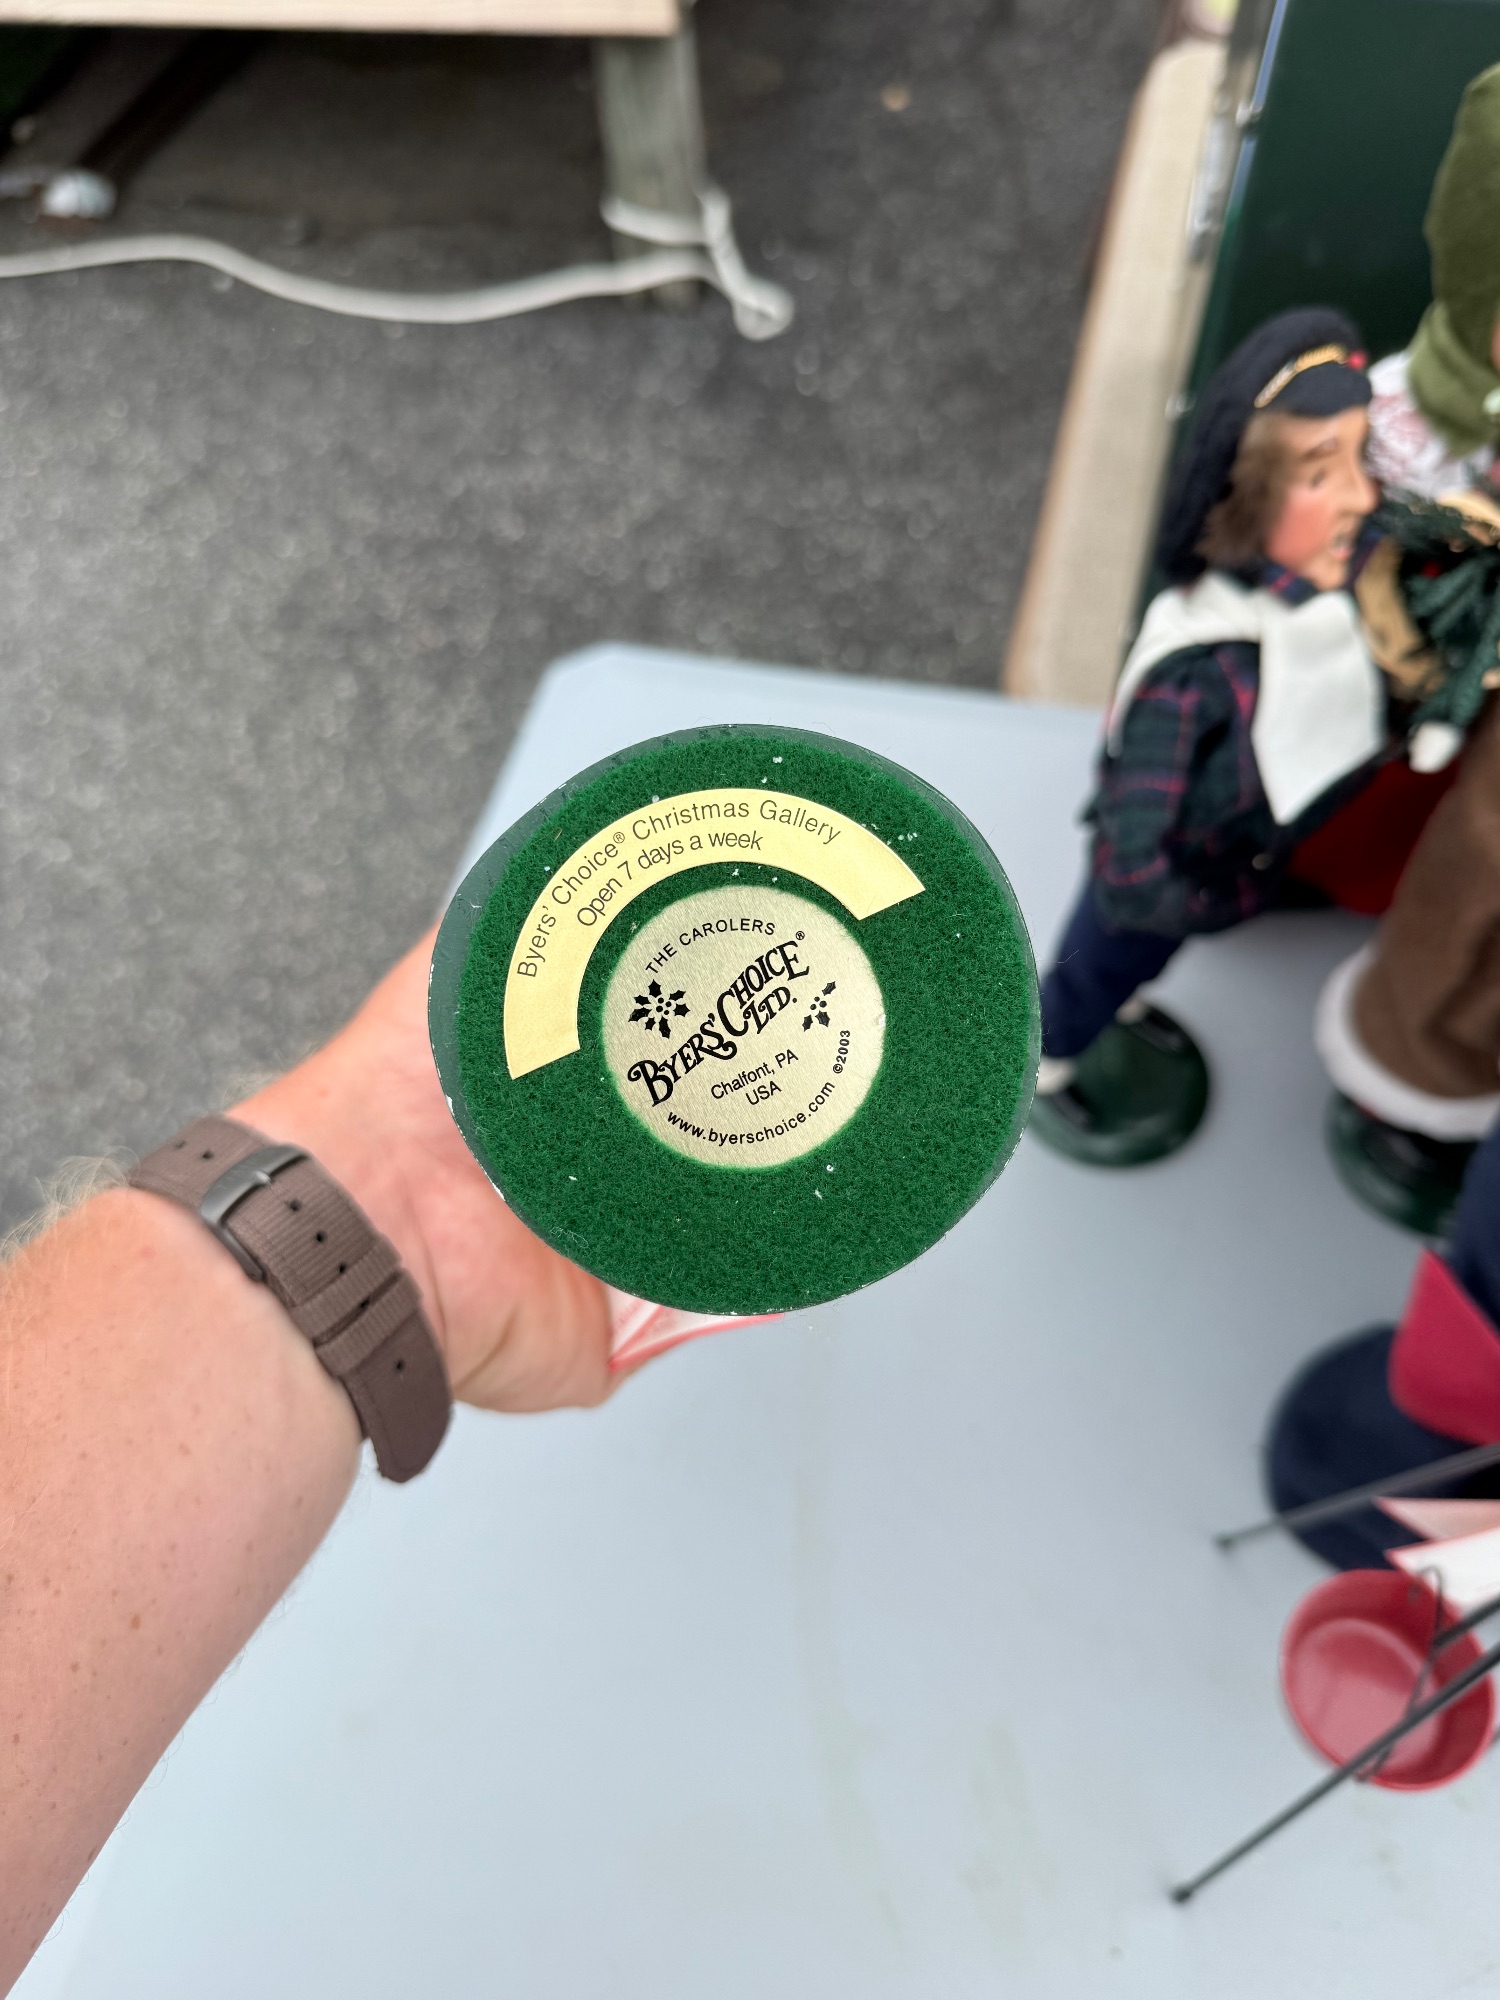 Byers' Choice® Christmas Gallery
Open 7 days a week
THE CAROLERS
BYERS' CHOICE®
LTD.
Chalfont, PA
USA
www.byerschoice.com ©2003